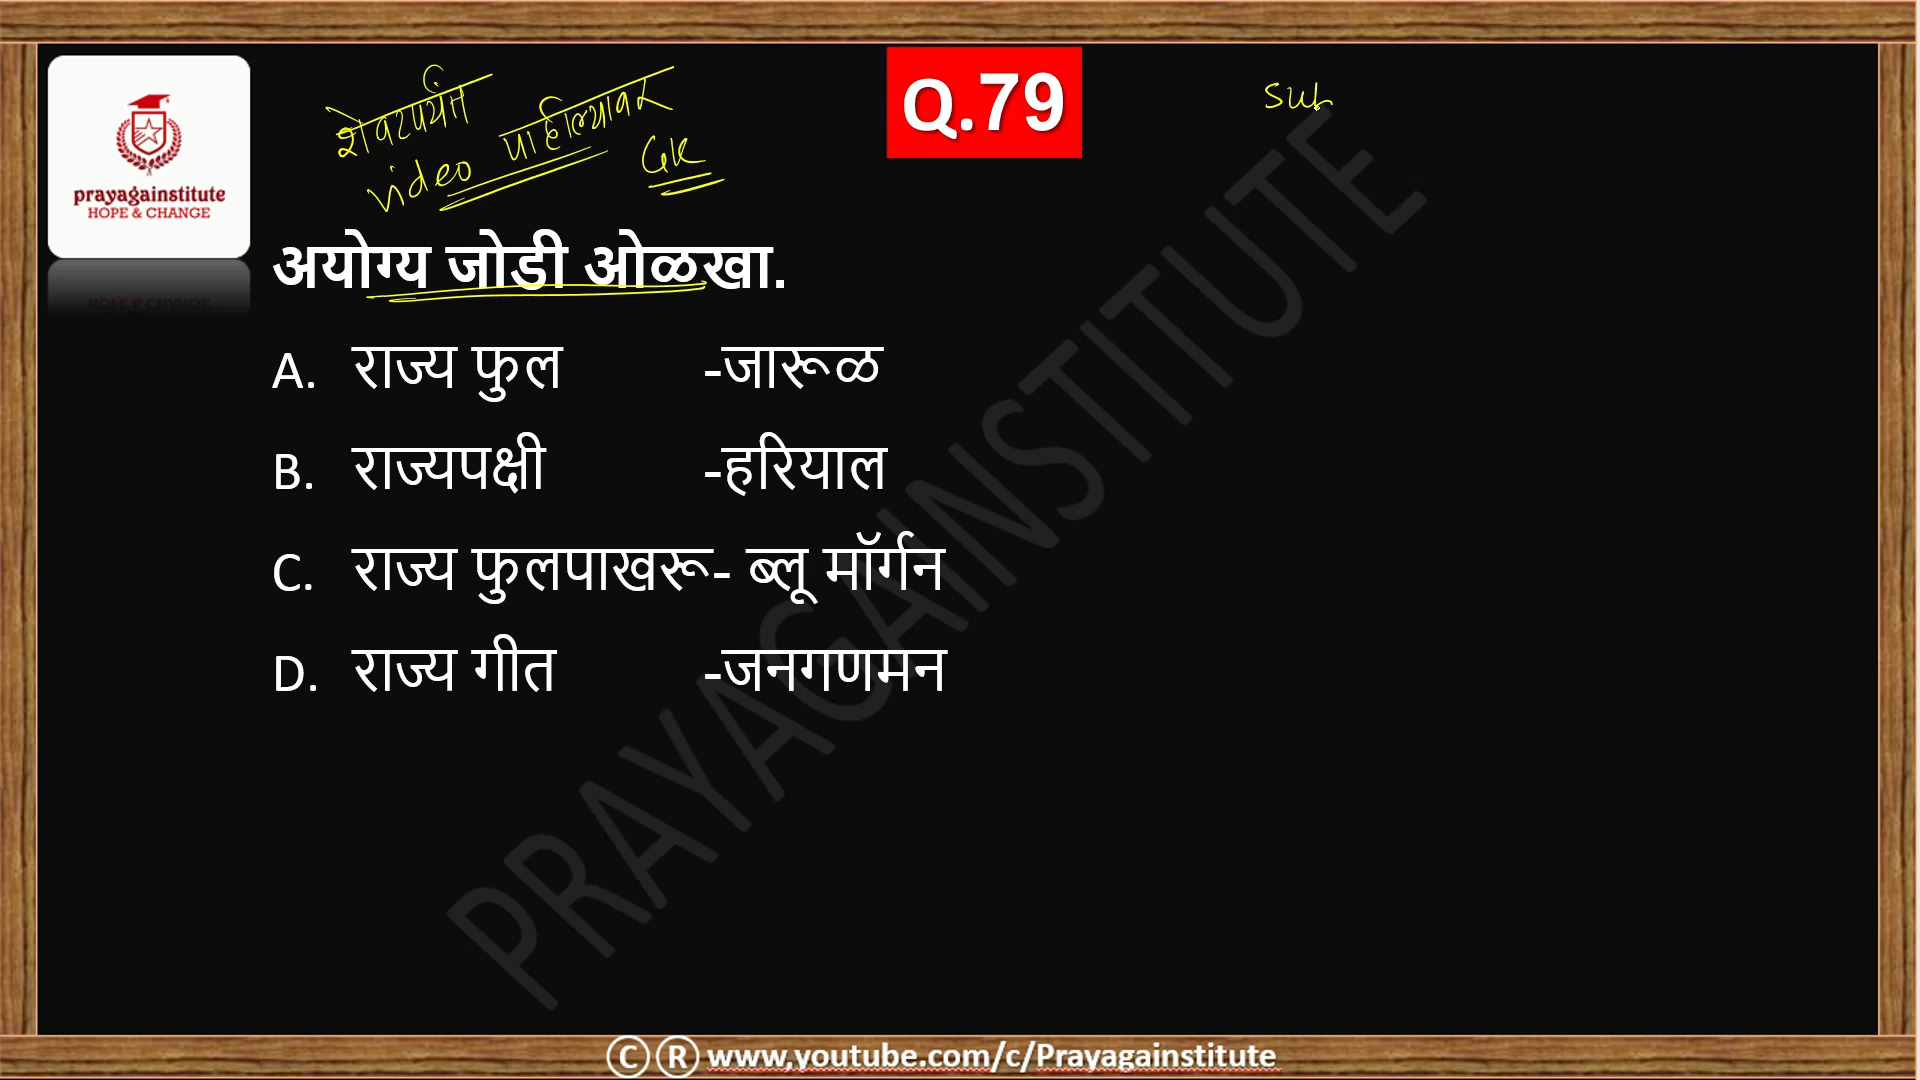 prayagainstitute
HOPE & CHANGE
शेवटपर्यंत
video पाहिल्यावर
GK
Q.79
sub
अयोग्य जोडी ओळखा.
A. राज्य फुल -जारूळ
B. राज्यपक्षी -हरियाल
C. राज्य फुलपाखरू- ब्लू मॉर्गन
D. राज्य गीत -जनगणमन
PRAYAGAINSTITUTE
© ® www,youtube.com/c/Prayagainstitute